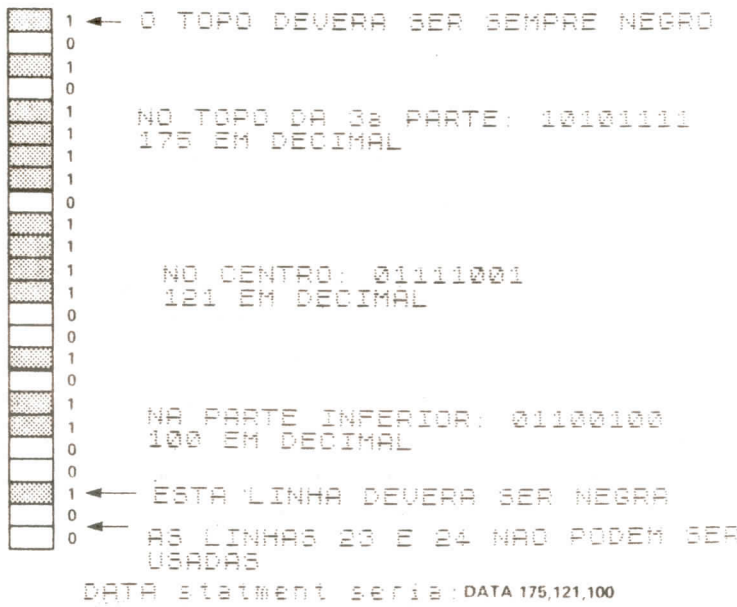 1 O TOPO DEVERA SER SEMPRE NEGRO
0
1
0
1 NO TOPO DA 3a PARTE: 10101111
1 175 EM DECIMAL
1
1
0
1
1
1 NO CENTRO: 01111001
1 121 EM DECIMAL
0
0
1
0
1 NA PARTE INFERIOR: 01100100
1 100 EM DECIMAL
0
0
1 ESTA LINHA DEVERA SER NEGRA
0
0 AS LINHAS 23 E 24 NAO PODEM SER
USADAS
DATA statment seria: DATA 175,121,100